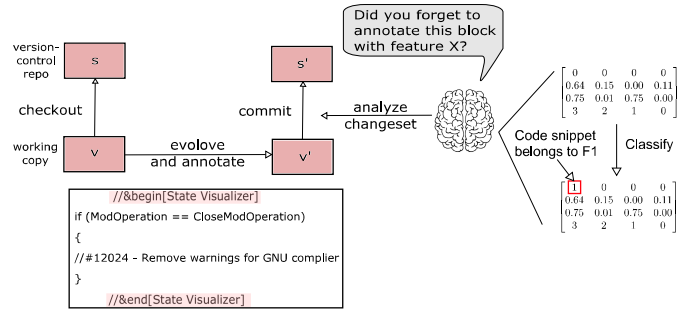 Did you forget to
annotate this block
with feature X?
version-
control
repo
s
s'
checkout
commit
analyze
changeset
working
copy
v
evolove
and annotate
v'
0 0 0 0
0.64 0.15 0.00 0.11
0.75 0.01 0.75 0.00
3 2 1 0
Code snippet
belongs to F1
Classify
1 0 0 0
0.64 0.15 0.00 0.11
0.75 0.01 0.75 0.00
3 2 1 0
//&begin[State Visualizer]
if (ModOperation == CloseModOperation)
{
//#12024 - Remove warnings for GNU complier
}
//&end[State Visualizer]